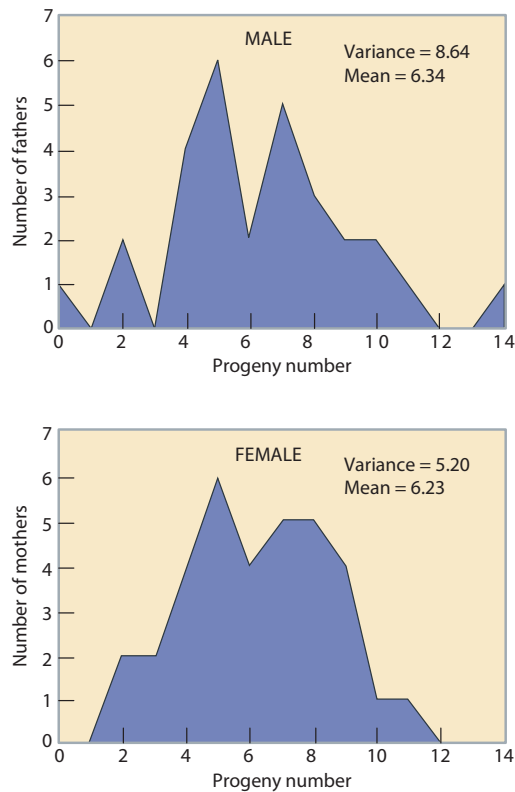 7
MALE
Variance = 8.64
Mean = 6.34
6
5
4
3
2
1
0
Number of fathers
0 2 4 6 8 10 12 14
Progeny number
7
FEMALE
Variance = 5.20
Mean = 6.23
6
5
4
3
2
1
0
Number of mothers
0 2 4 6 8 10 12 14
Progeny number